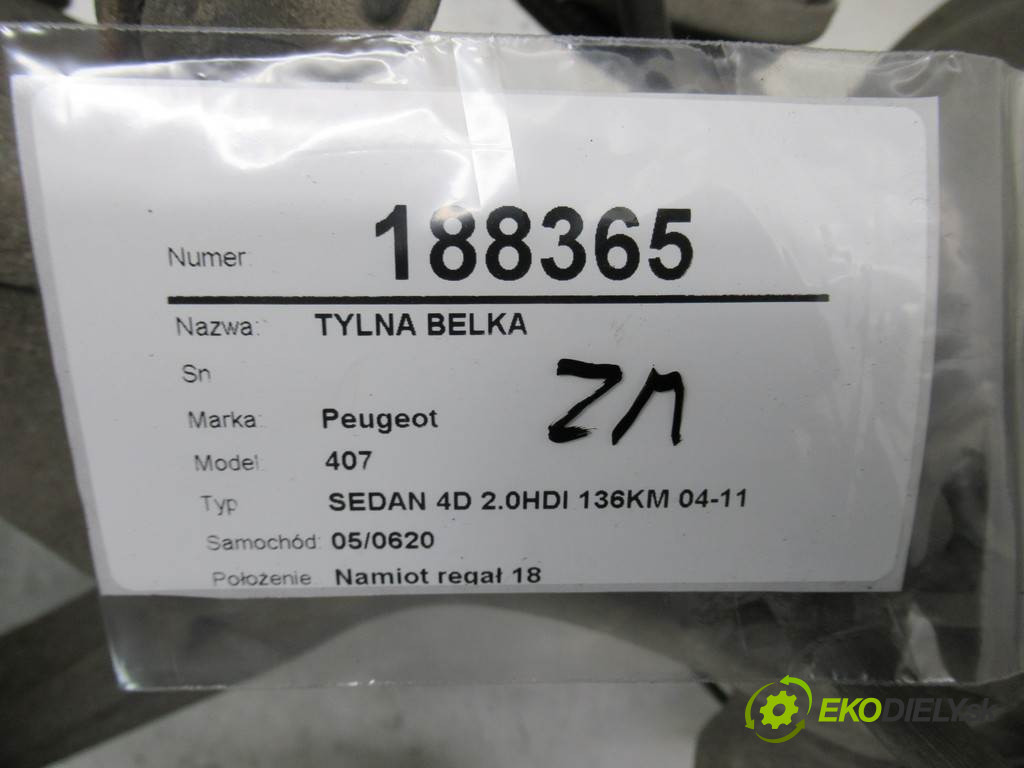 Numer: 188365
Nazwa: TYLNA BELKA
Sn
ZM
Marka: Peugeot
Model: 407
Typ SEDAN 4D 2.0HDI 136KM 04-11
Samochód: 05/0620
Położenie Namiot regał 18
EKODIELY.sk